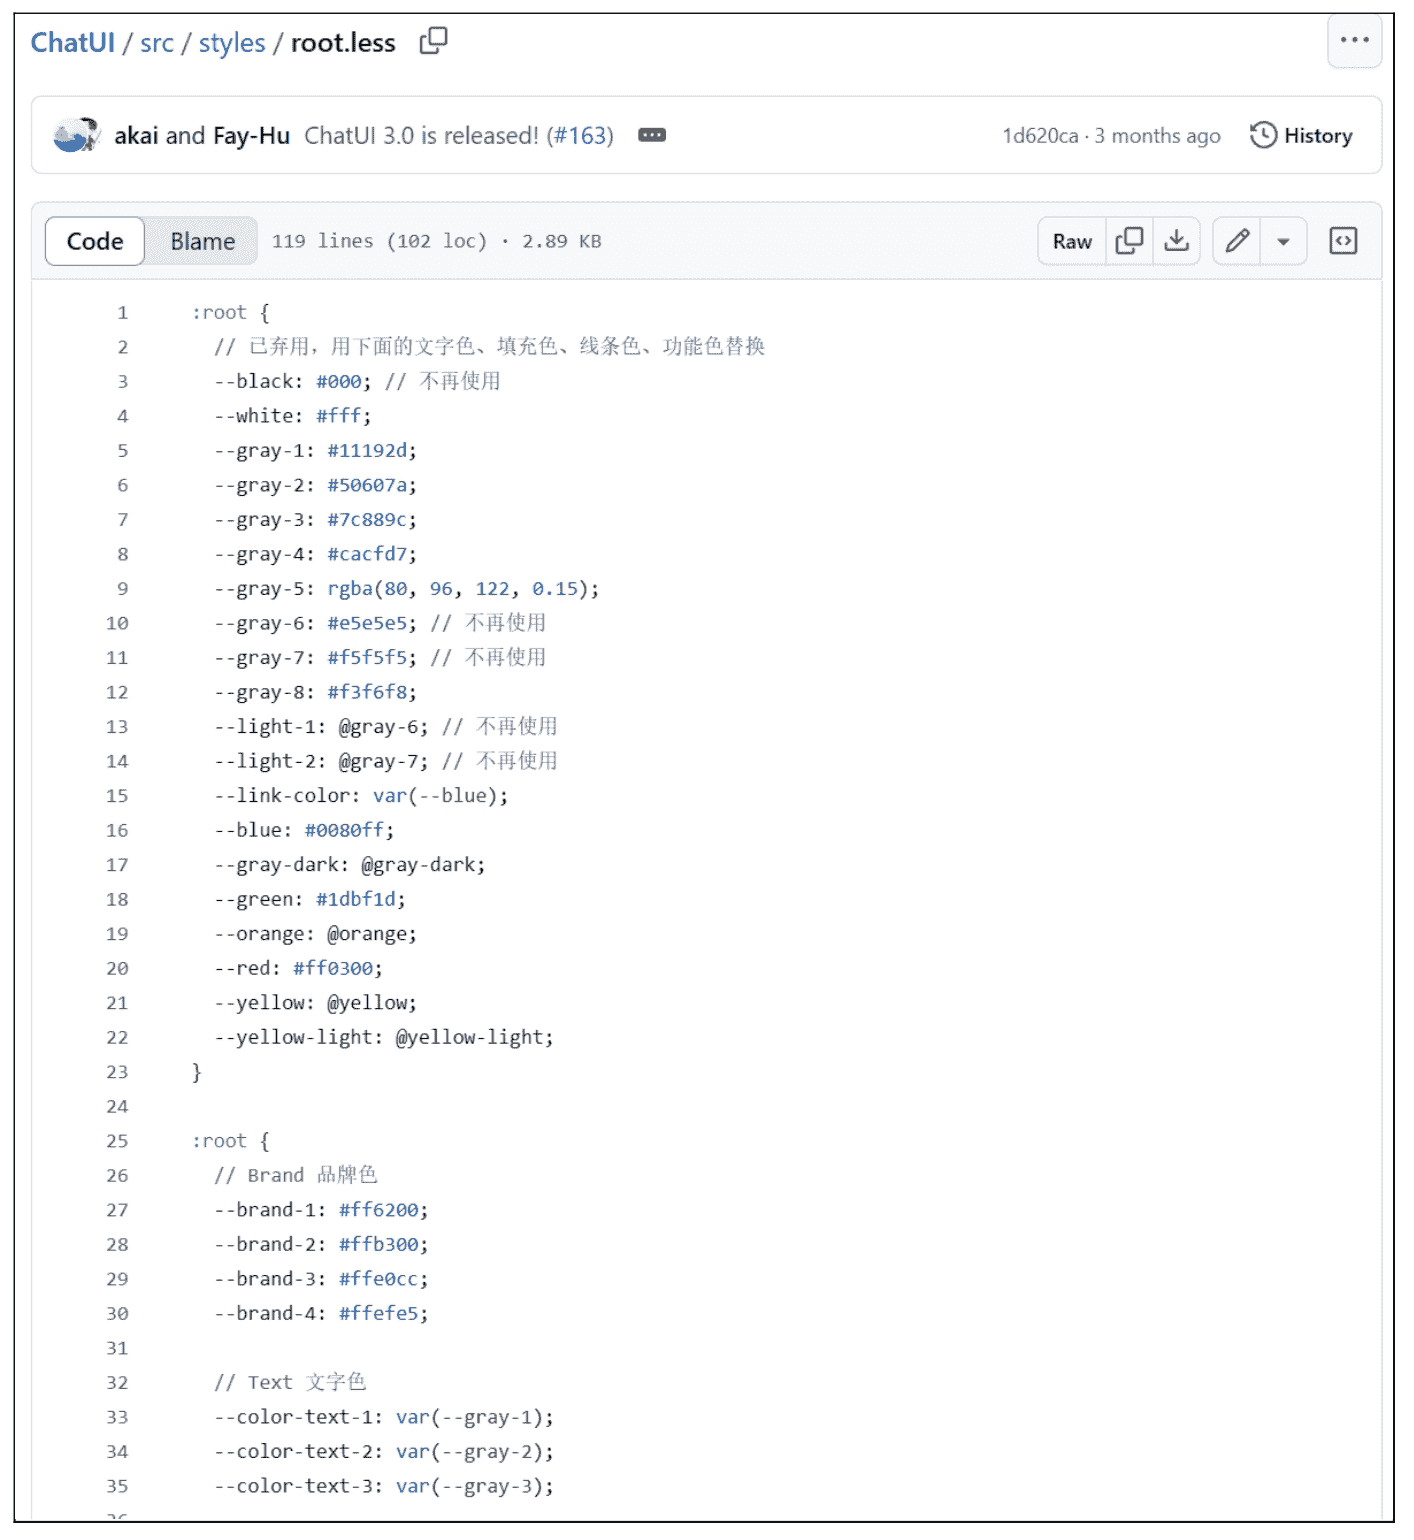 ChatUI / src / styles / root.less
akai and Fay-Hu ChatUI 3.0 is released! (#163) 1d620ca · 3 months ago History
Code Blame 119 lines (102 loc) · 2.89 KB Raw
1 :root {
2 // 已弃用，用下面的文字色、填充色、线条色、功能色替换
3 --black: #000; // 不再使用
4 --white: #fff;
5 --gray-1: #11192d;
6 --gray-2: #50607a;
7 --gray-3: #7c889c;
8 --gray-4: #cacfd7;
9 --gray-5: rgba(80, 96, 122, 0.15);
10 --gray-6: #e5e5e5; // 不再使用
11 --gray-7: #f5f5f5; // 不再使用
12 --gray-8: #f3f6f8;
13 --light-1: @gray-6; // 不再使用
14 --light-2: @gray-7; // 不再使用
15 --link-color: var(--blue);
16 --blue: #0080ff;
17 --gray-dark: @gray-dark;
18 --green: #1dbf1d;
19 --orange: @orange;
20 --red: #ff0300;
21 --yellow: @yellow;
22 --yellow-light: @yellow-light;
23 }
24
25 :root {
26 // Brand 品牌色
27 --brand-1: #ff6200;
28 --brand-2: #ffb300;
29 --brand-3: #ffe0cc;
30 --brand-4: #ffefe5;
31
32 // Text 文字色
33 --color-text-1: var(--gray-1);
34 --color-text-2: var(--gray-2);
35 --color-text-3: var(--gray-3);